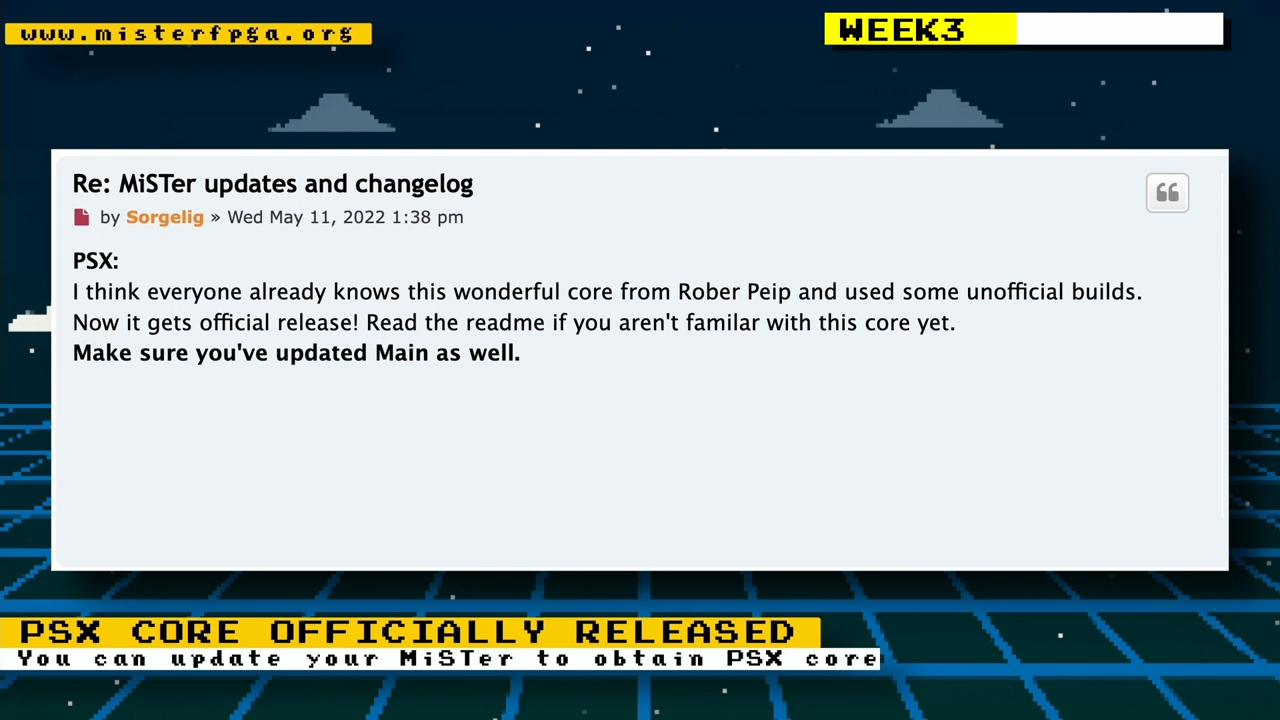 www.misterfpga.org
WEEK3
Re: MiSTer updates and changelog
by Sorgelig » Wed May 11, 2022 1:38 pm
PSX:
I think everyone already knows this wonderful core from Rober Peip and used some unofficial builds.
Now it gets official release! Read the readme if you aren't familar with this core yet.
Make sure you've updated Main as well.
PSX CORE OFFICIALLY RELEASED
You can update your MiSTer to obtain PSX core